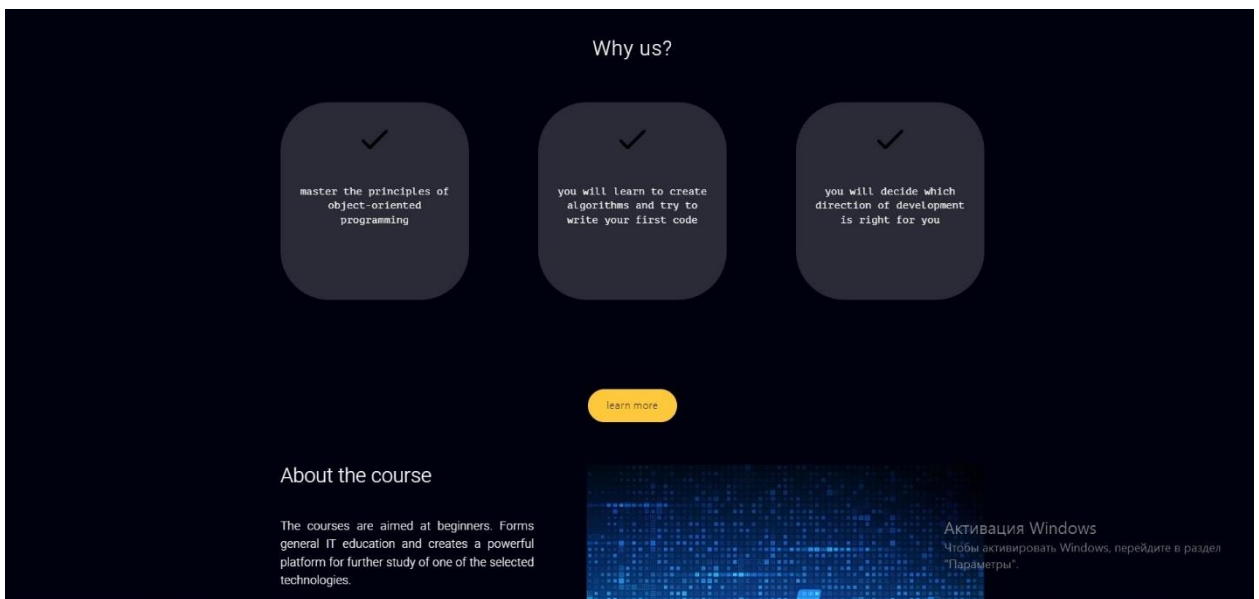 Why us?
master the principles of
object-oriented
programming
you will learn to create
algorithms and try to
write your first code
you will decide which
direction of development
is right for you
learn more
About the course
The courses are aimed at beginners. Forms
general IT education and creates a powerful
platform for further study of one of the selected
technologies.
Активация Windows
Чтобы активировать Windows, перейдите в раздел
"Параметры".